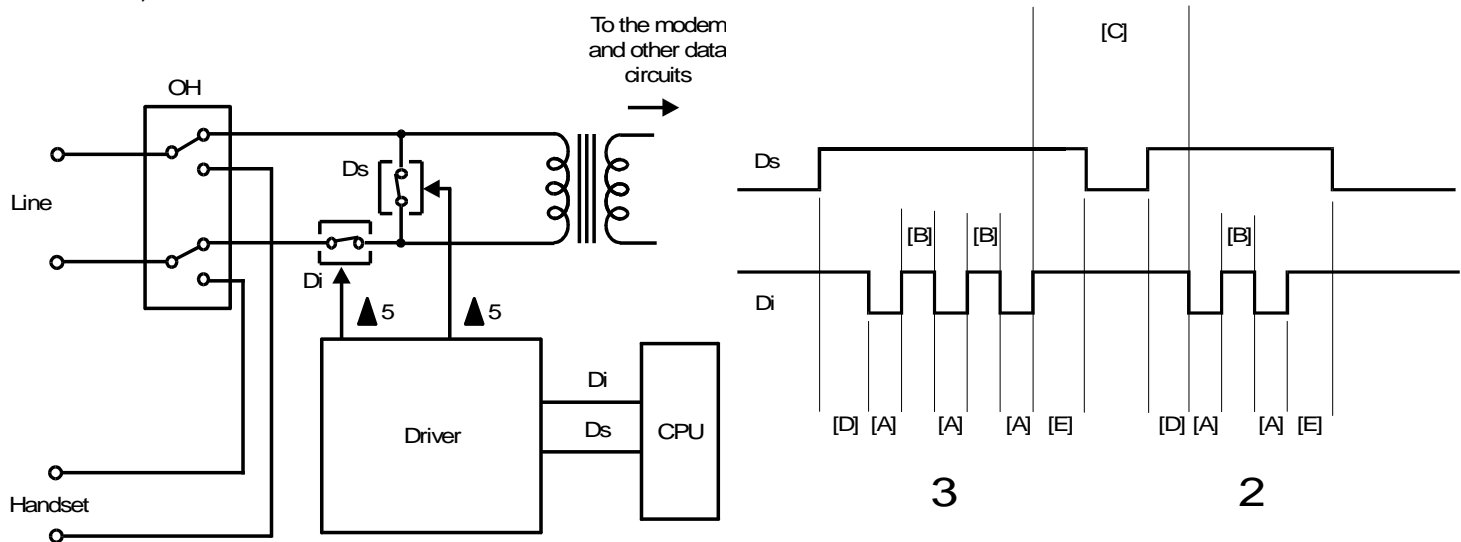 To the modem
and other data
circuits
OH
Line
Ds
Di
5
5
Driver
Di
Ds
CPU
Handset
[C]
Ds
[B]
[B]
[B]
Di
[D]
[A]
[A]
[A]
[E]
[D]
[A]
[A]
[E]
3
2